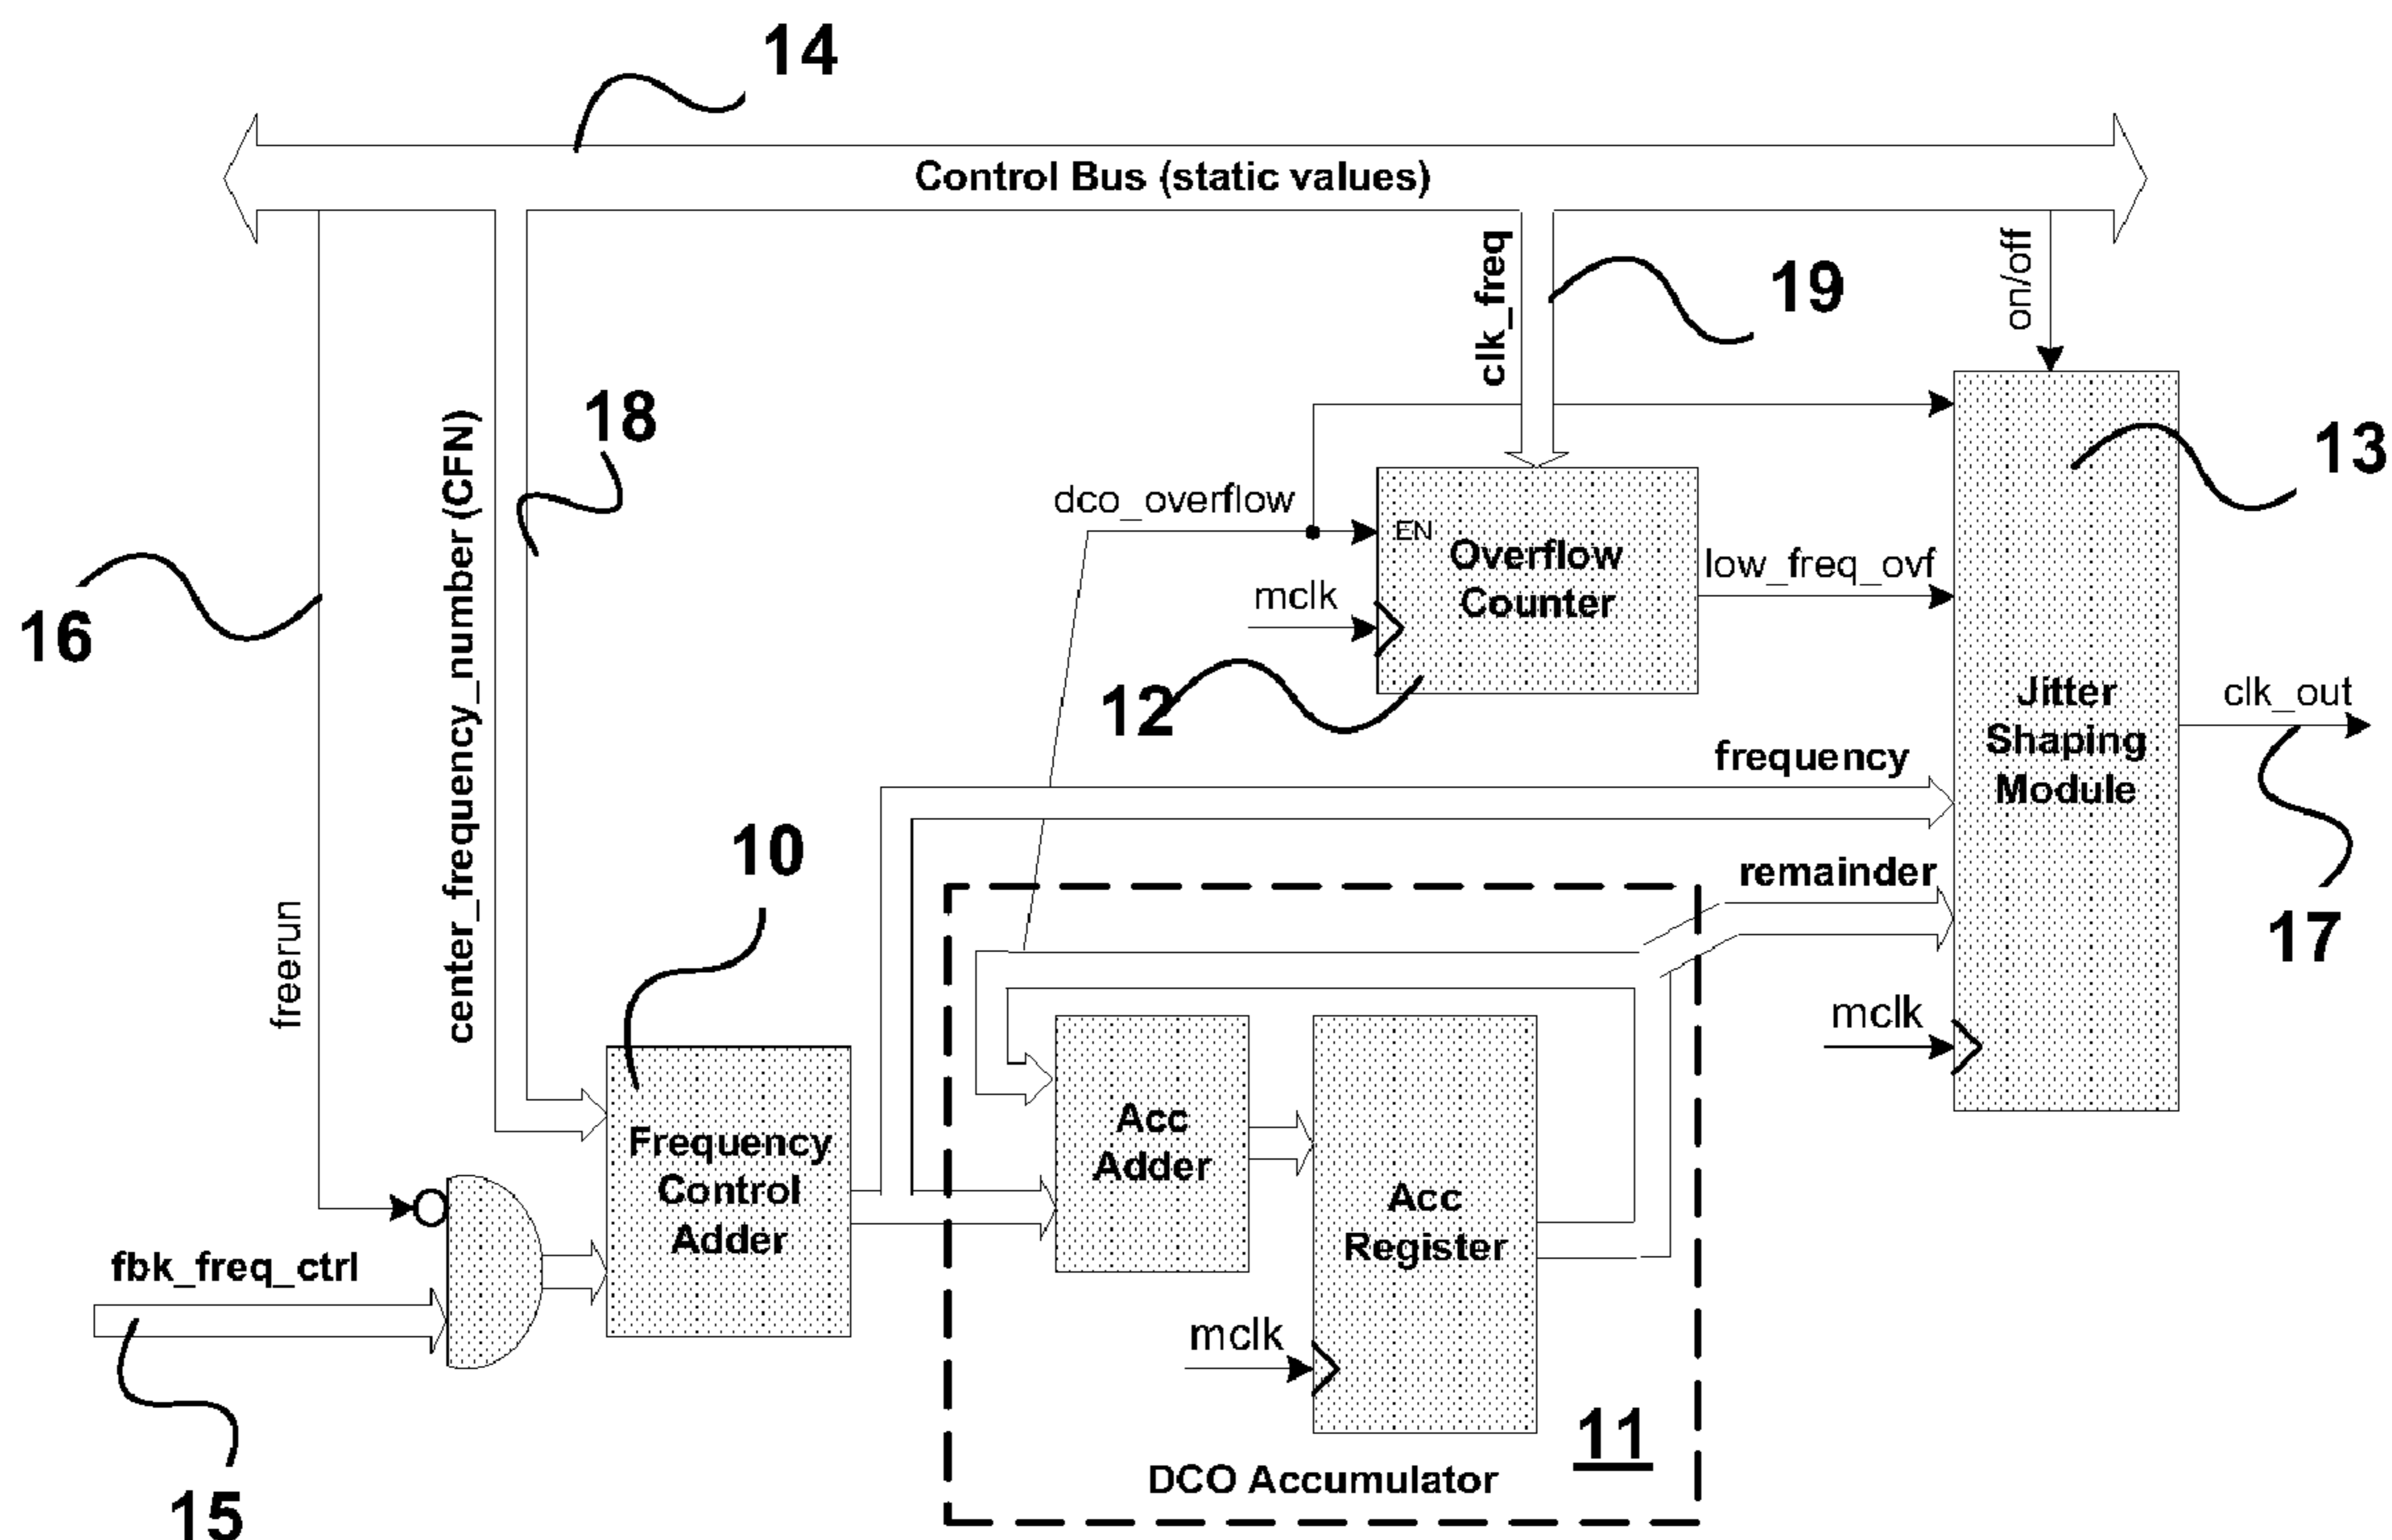 14
Control Bus (static values)
clk_freq
19
on/off
18
13
center_frequency_number (CFN)
dco_overflow
EN
Overflow
Counter
low_freq_ovf
mclk
16
12
Jitter
Shaping
Module
clk_out
frequency
10
remainder
17
freerun
mclk
Frequency
Control
Adder
Acc
Adder
Acc
Register
fbk_freq_ctrl
mclk
11
DCO Accumulator
15